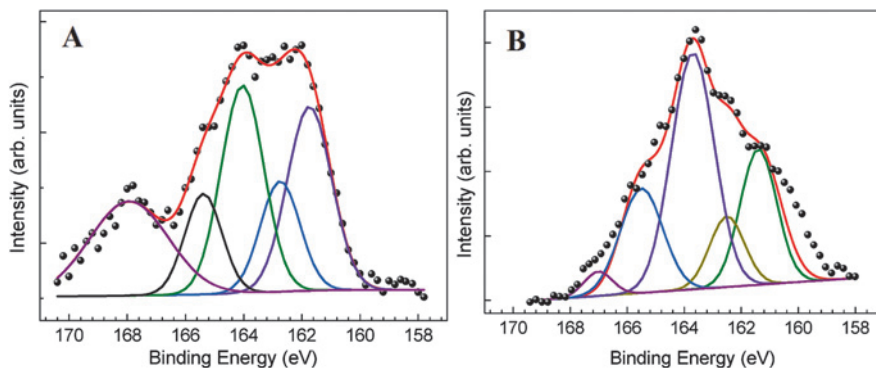 A
Intensity (arb. units)
170 168 166 164 162 160 158
Binding Energy (eV)
B
Intensity (arb. units)
170 168 166 164 162 160 158
Binding Energy (eV)